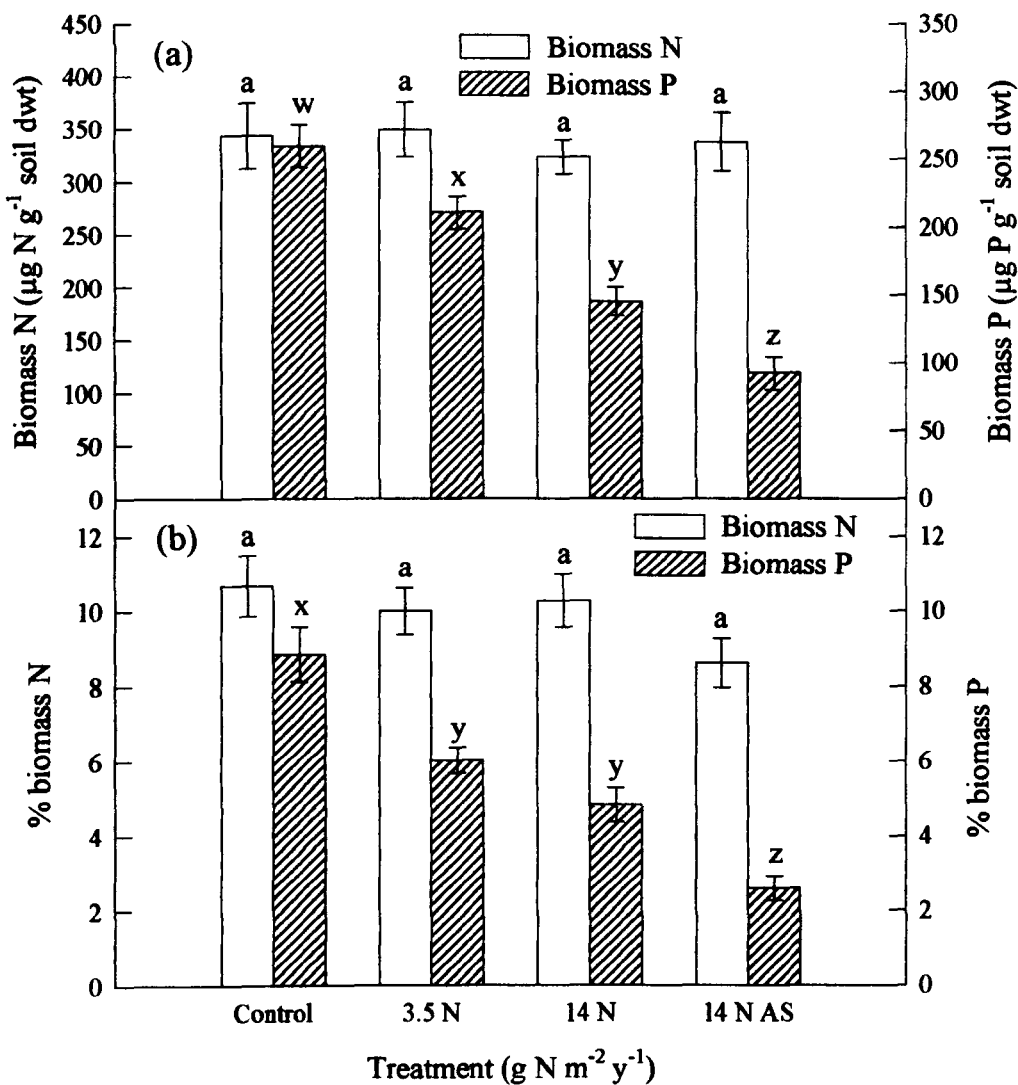 (a)
Biomass N
Biomass P
Biomass N (µg N g⁻¹ soil dwt)
450
400
350
300
250
200
150
100
50
0
Biomass P (µg P g⁻¹ soil dwt)
350
300
250
200
150
100
50
0
a w a x a y a z
(b)
Biomass N
Biomass P
% biomass N
12
10
8
6
4
2
0
% biomass P
12
10
8
6
4
2
0
a x a y a y a z
Control 3.5 N 14 N 14 N AS
Treatment (g N m⁻² y⁻¹)